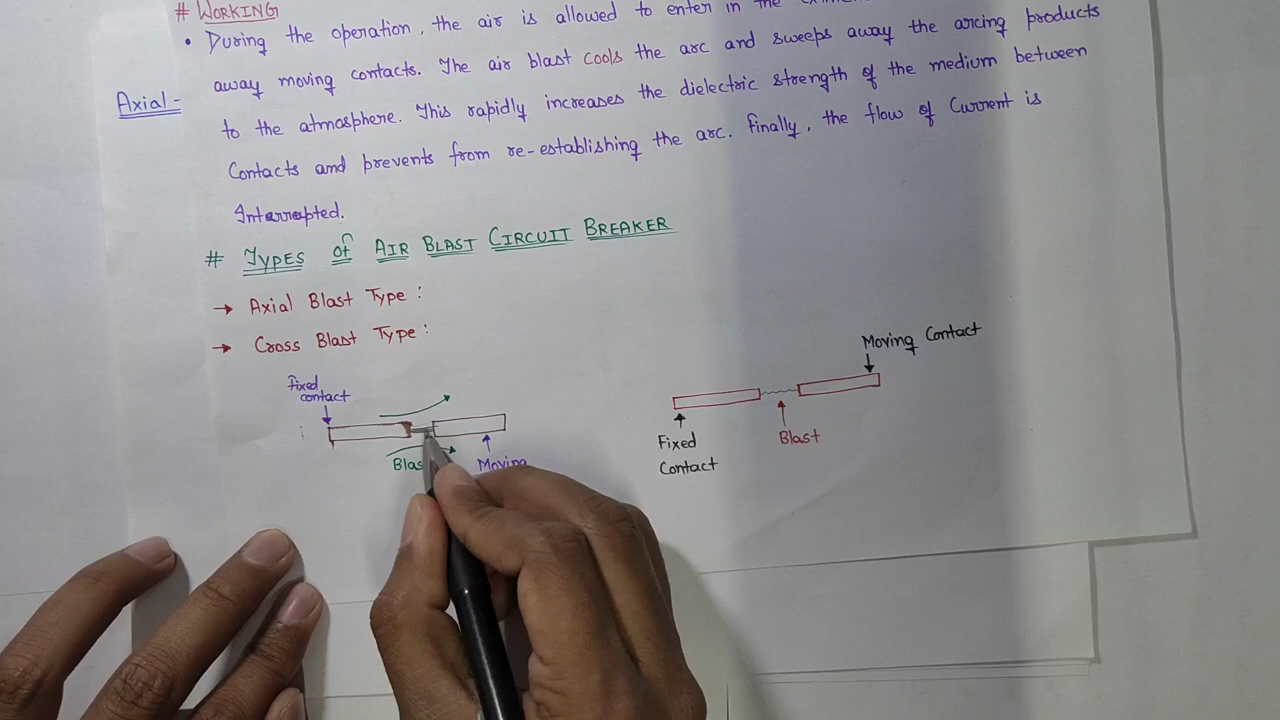 # WORKING
• During the operation, the air is allowed to enter in the
away moving contacts. The air blast cools the arc and sweeps away the arcing products
Axial -
to the atmosphere. This rapidly increases the dielectric strength of the medium between
Contacts and prevents from re-establishing the arc. Finally, the flow of Current is
Interrupted.
# TYPES Of AIR BLAST CIRCUIT BREAKER
→ Axial Blast Type :
→ Cross Blast Type :
Moving Contact
Fixed
contact
Fixed
Contact
Blast
Moving